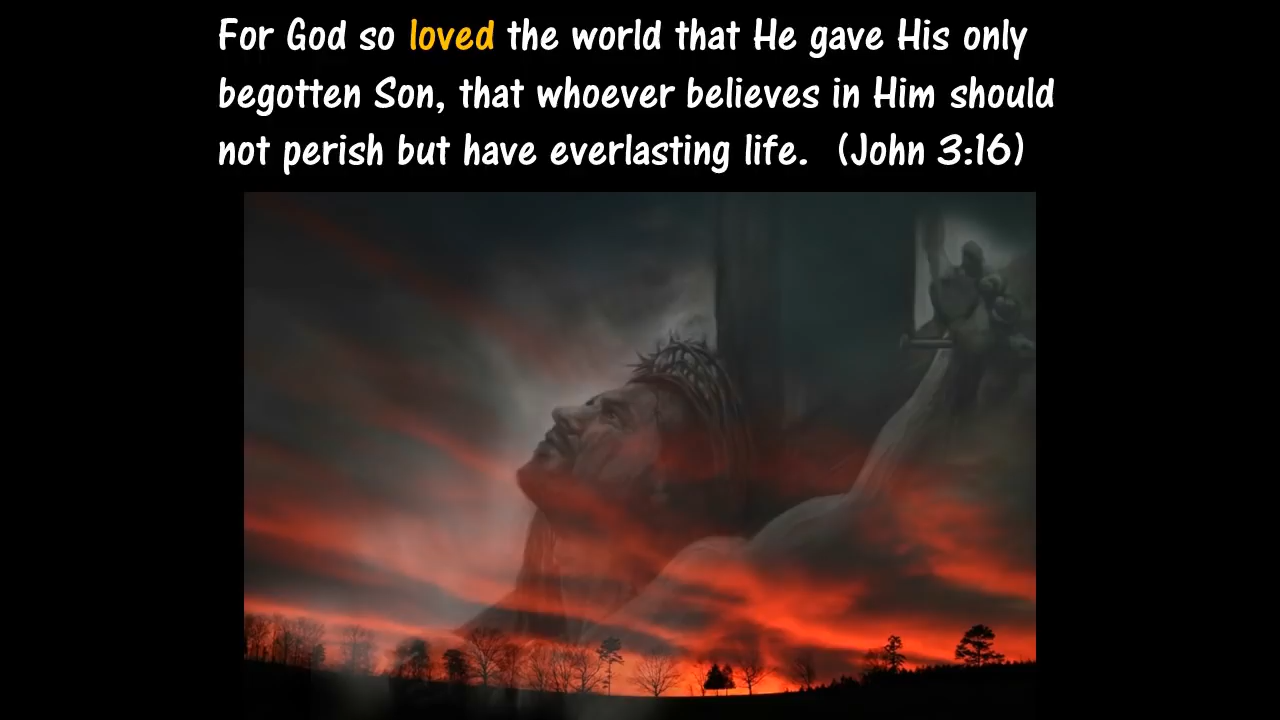 For God so loved the world that He gave His only
begotten Son, that whoever believes in Him should
not perish but have everlasting life. (John 3:16)